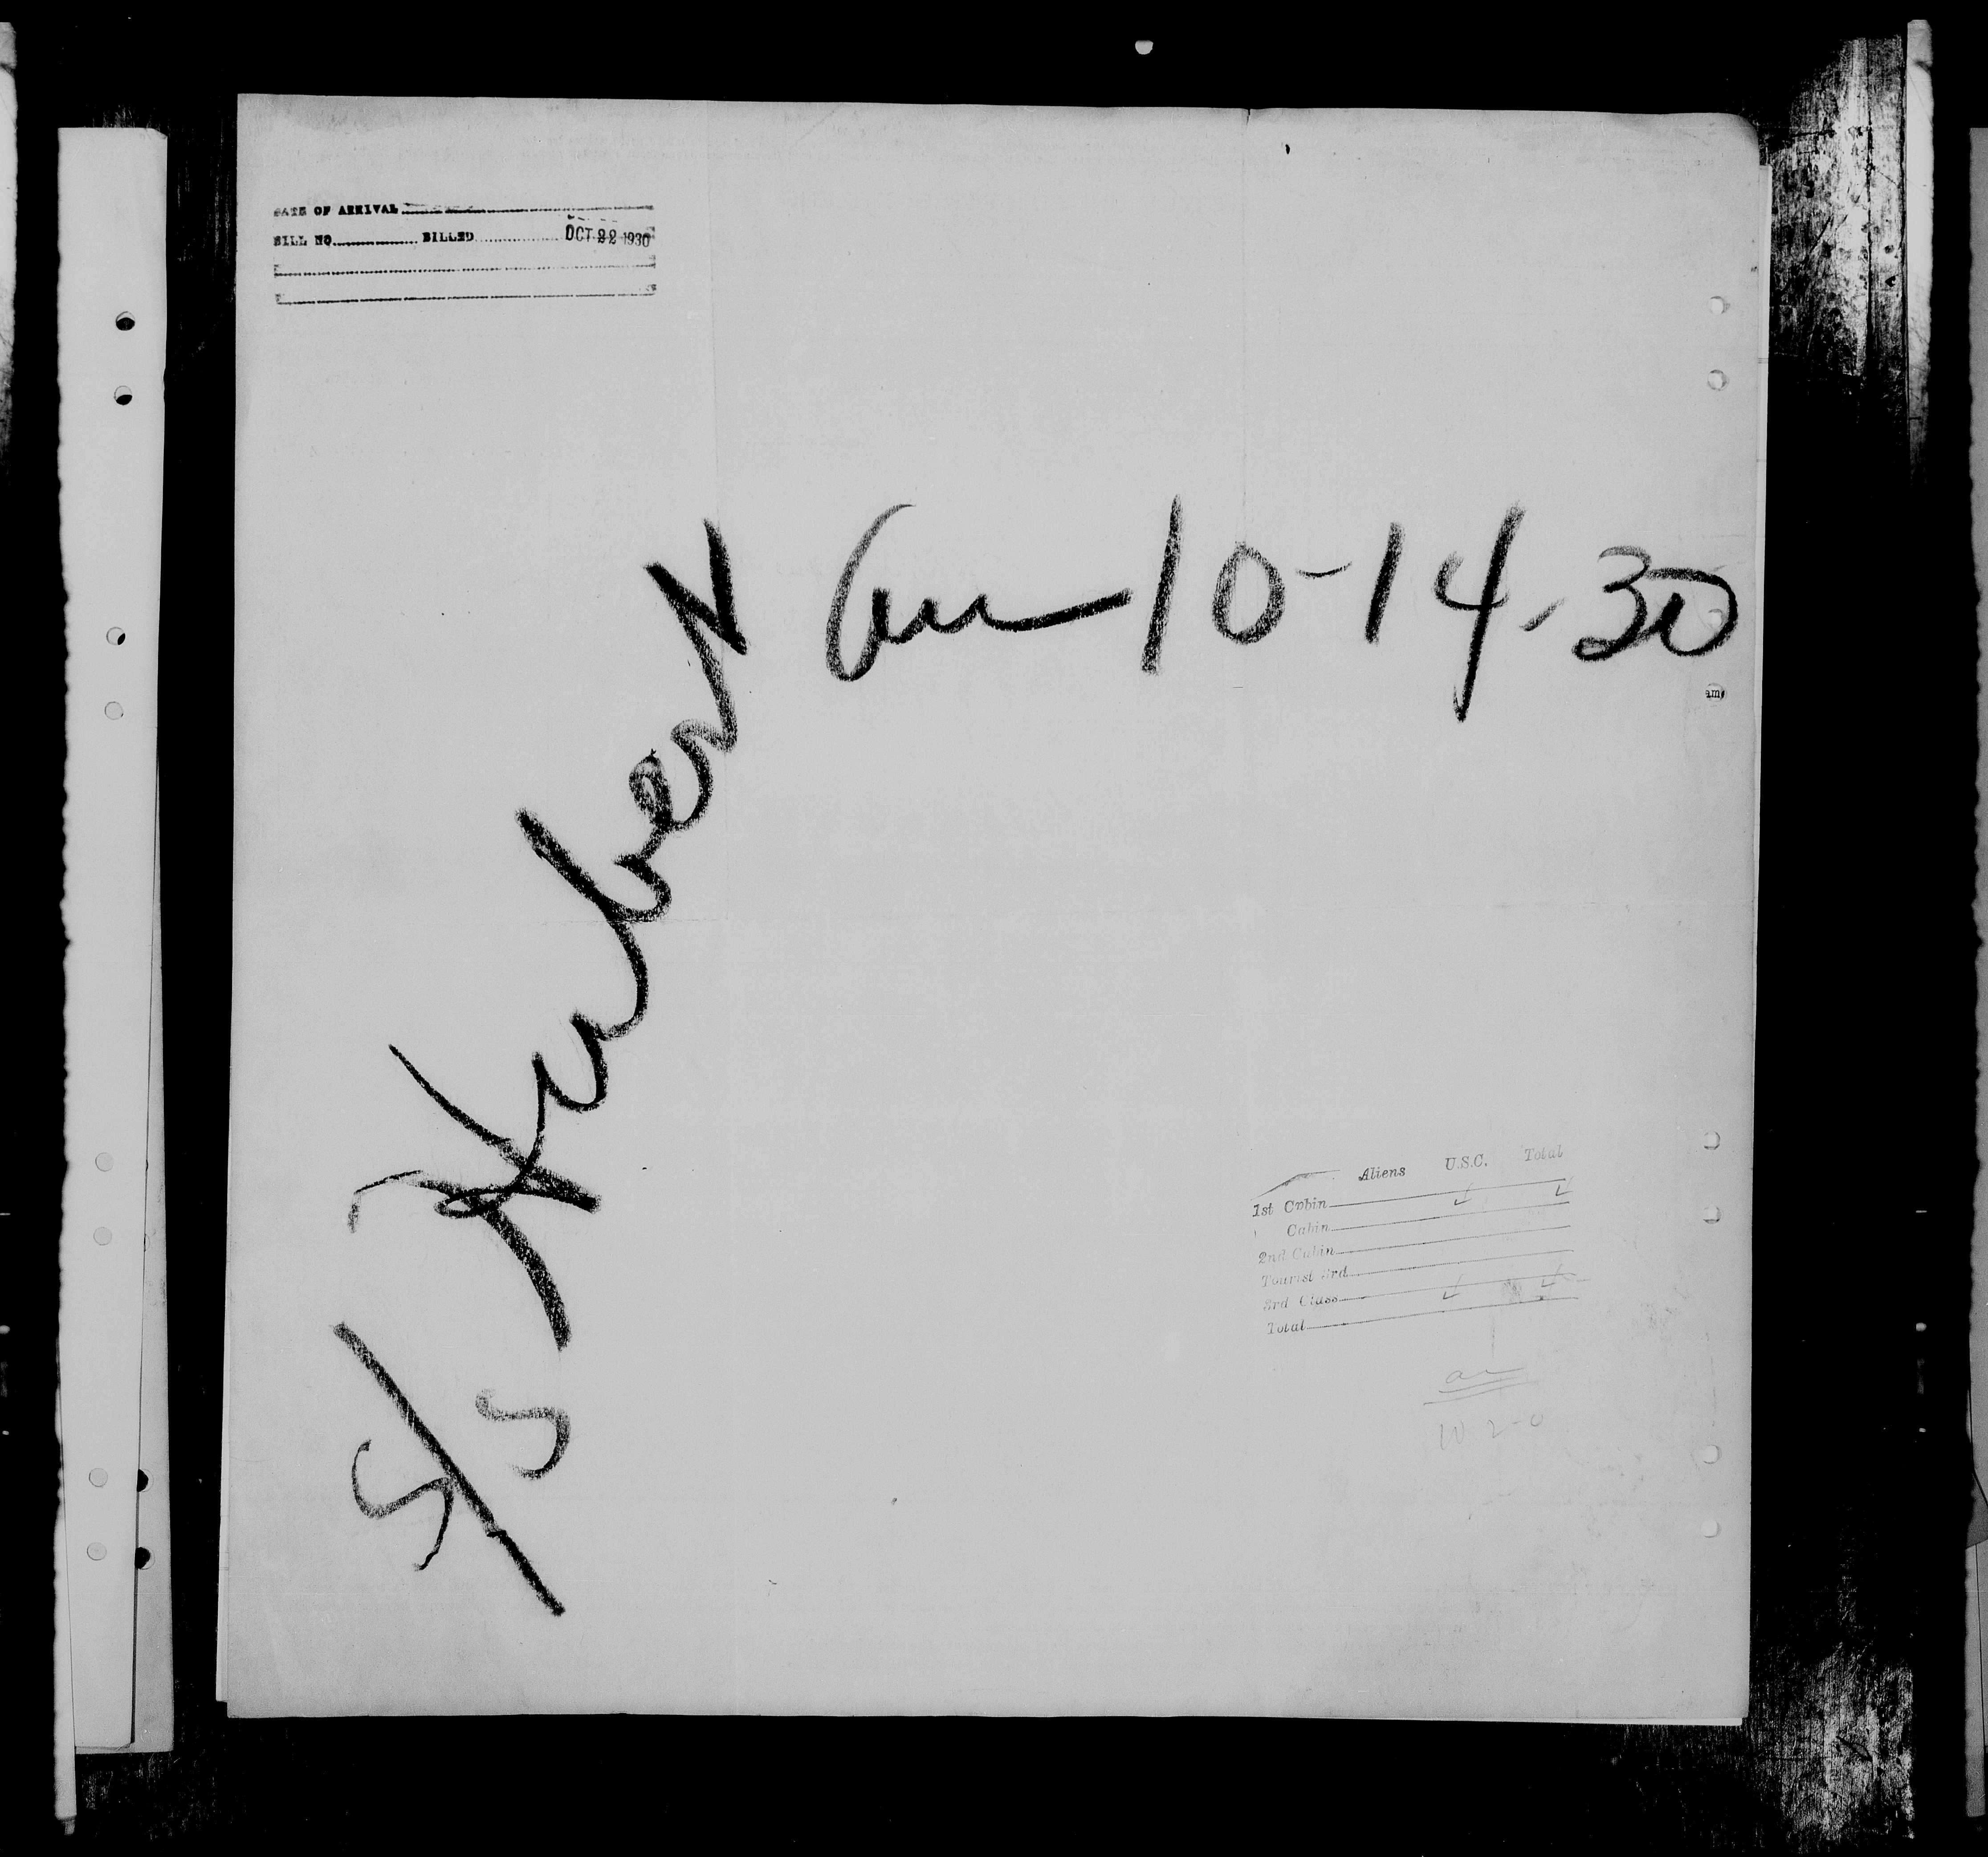 DATE OF ARRIVAL
BILL NO. BILLED OCT 22 1930
Arr 10-14-30
S/S Hubert
am
Aliens U.S.C. Total
1st Cabin
Cabin
2nd Cabin
Tourist 3rd
3rd Class
Total